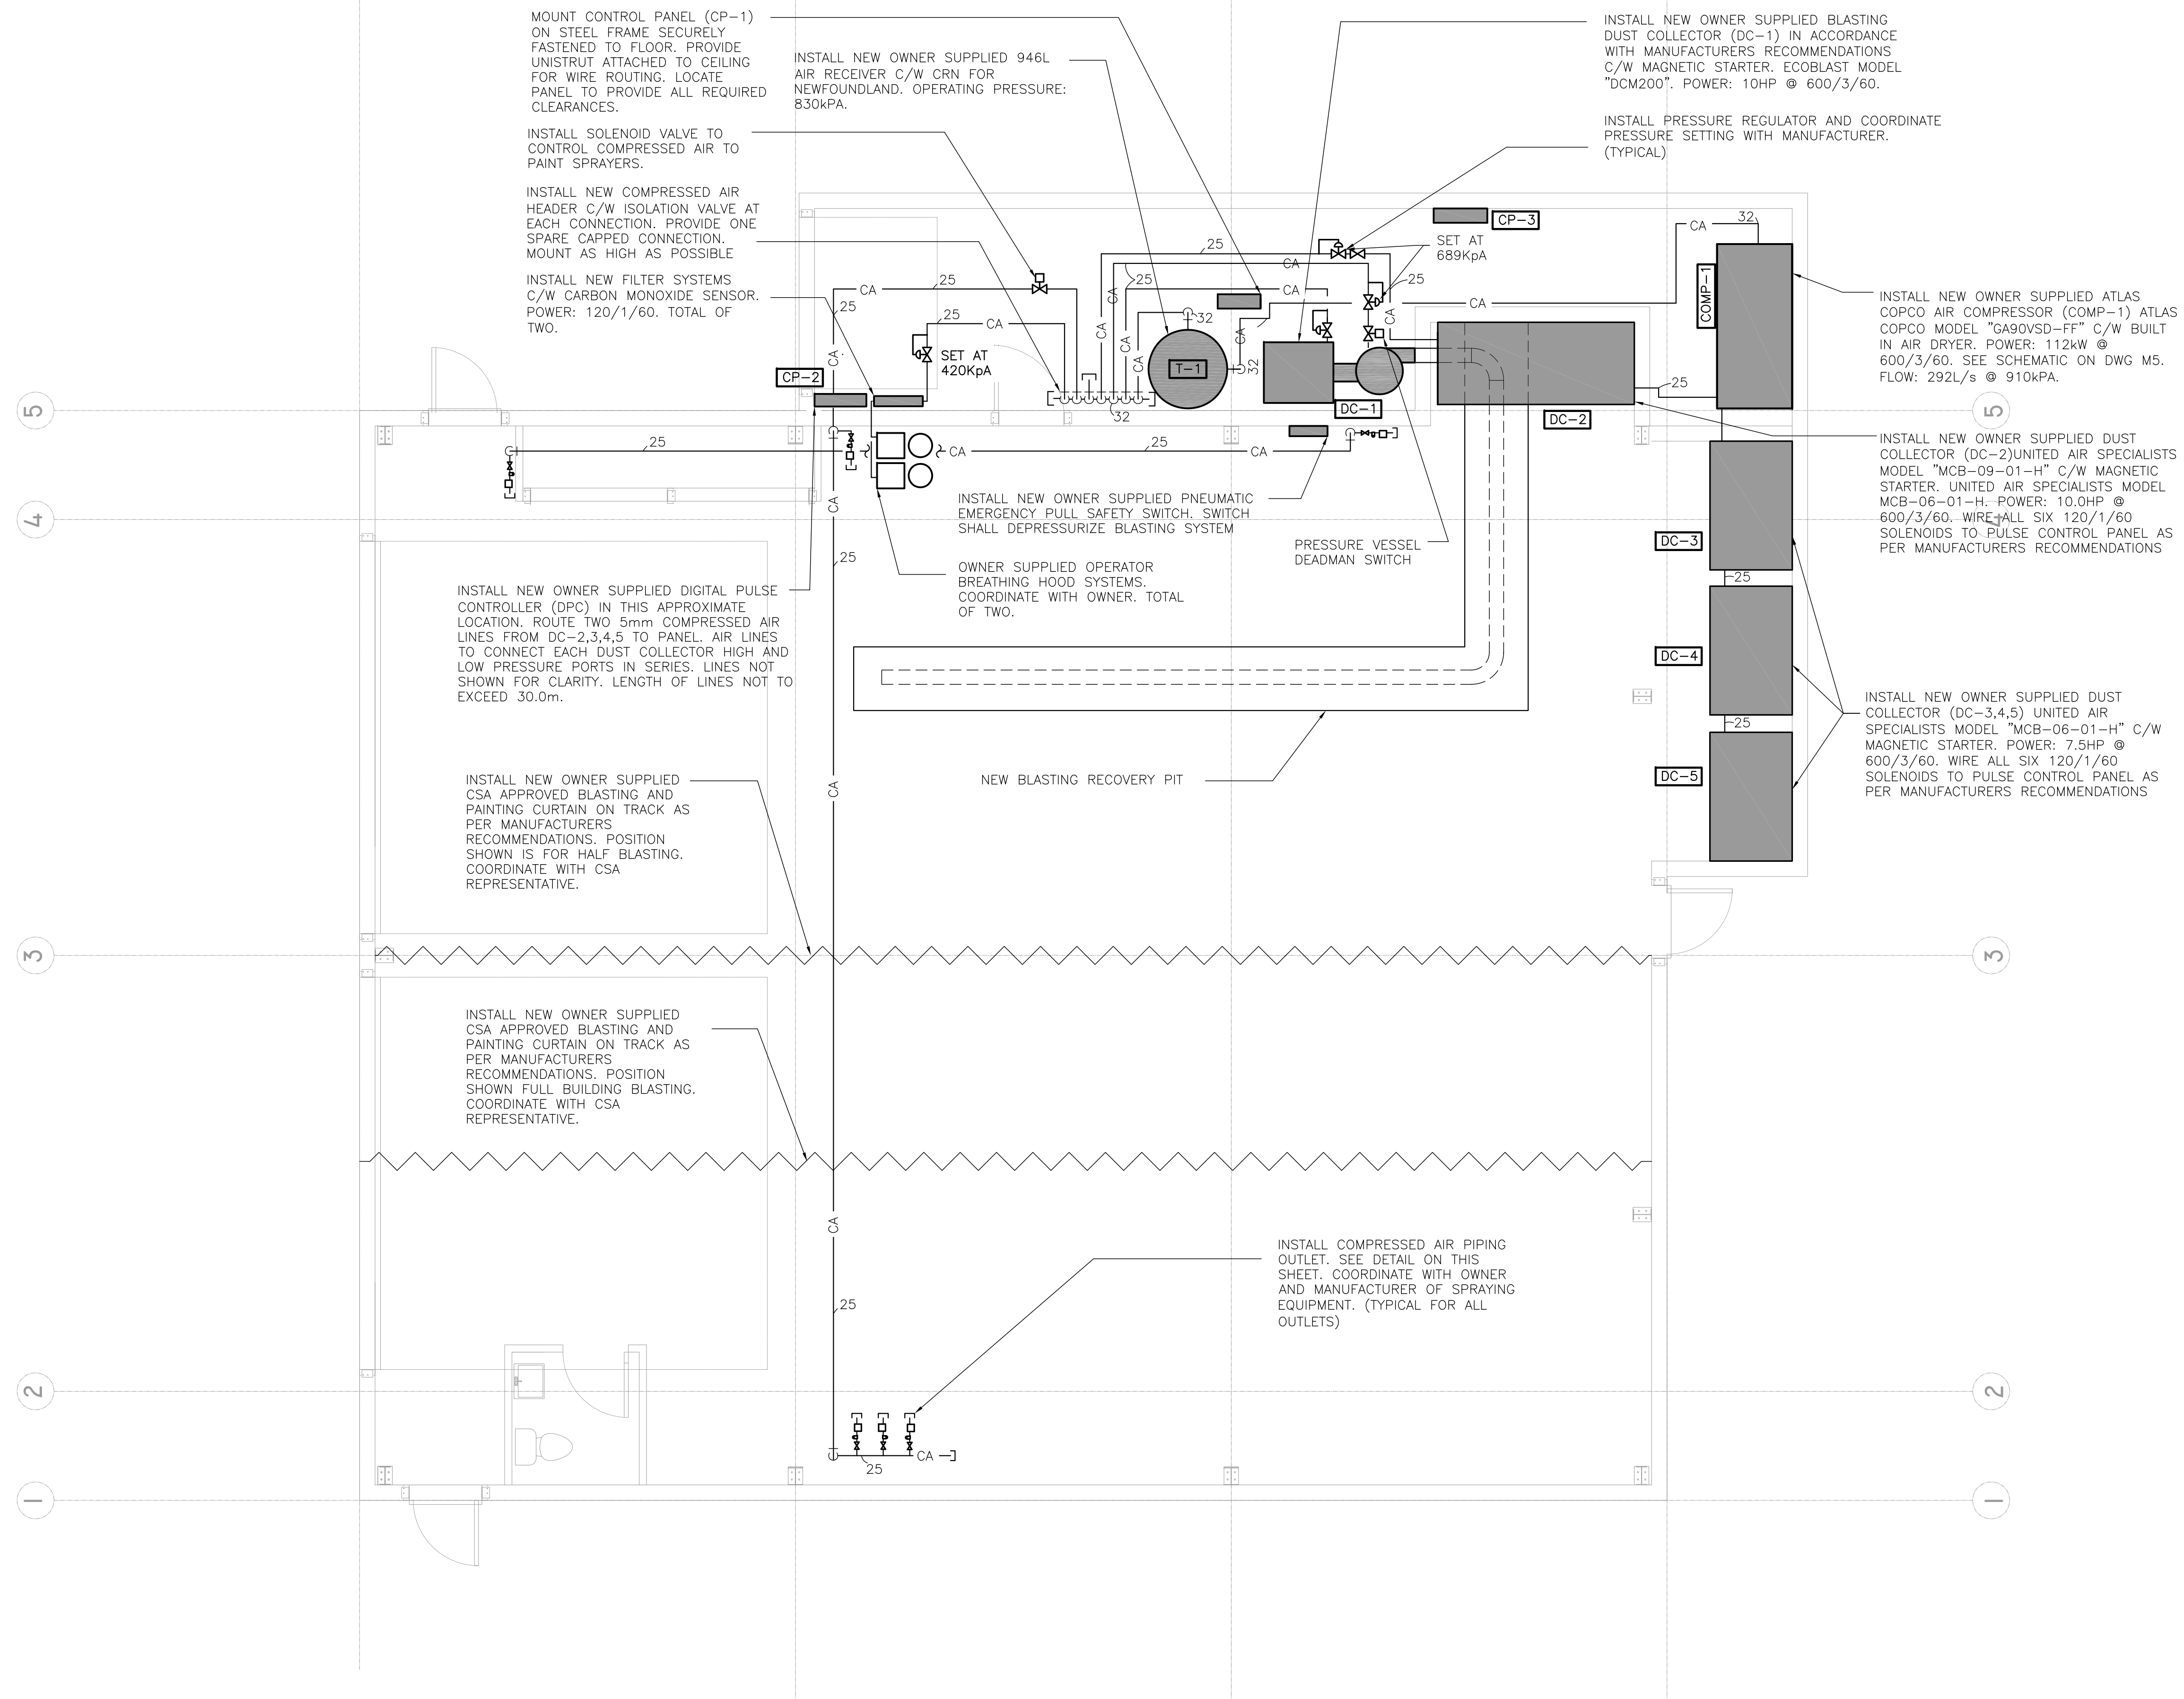 MOUNT CONTROL PANEL (CP-1)
ON STEEL FRAME SECURELY
FASTENED TO FLOOR. PROVIDE
UNISTRUT ATTACHED TO CEILING
FOR WIRE ROUTING. LOCATE
PANEL TO PROVIDE ALL REQUIRED
CLEARANCES.
INSTALL NEW OWNER SUPPLIED 946L
AIR RECEIVER C/W CRN FOR
NEWFOUNDLAND. OPERATING PRESSURE:
830kPA.
INSTALL NEW OWNER SUPPLIED BLASTING
DUST COLLECTOR (DC-1) IN ACCORDANCE
WITH MANUFACTURERS RECOMMENDATIONS
C/W MAGNETIC STARTER. ECOBLAST MODEL
"DCM200". POWER: 10HP @ 600/3/60.
INSTALL PRESSURE REGULATOR AND COORDINATE
PRESSURE SETTING WITH MANUFACTURER.
(TYPICAL)
INSTALL SOLENOID VALVE TO
CONTROL COMPRESSED AIR TO
PAINT SPRAYERS.
INSTALL NEW COMPRESSED AIR
HEADER C/W ISOLATION VALVE AT
EACH CONNECTION. PROVIDE ONE
SPARE CAPPED CONNECTION.
MOUNT AS HIGH AS POSSIBLE
INSTALL NEW FILTER SYSTEMS
C/W CARBON MONOXIDE SENSOR.
POWER: 120/1/60. TOTAL OF
TWO.
CP-3
CA
32
25
SET AT
689KpA
CA
25
CA
25
CA
25
CA
CA
25
CA
COMP-1
25
25
CA
32
CA
CA
CA
CA
CA
CA
SET AT
420KpA
T-1
32
CP-2
32
DC-1
DC-2
25
INSTALL NEW OWNER SUPPLIED ATLAS
COPCO AIR COMPRESSOR (COMP-1) ATLAS
COPCO MODEL "GA90VSD-FF" C/W BUILT
IN AIR DRYER. POWER: 112kW @
600/3/60. SEE SCHEMATIC ON DWG M5.
FLOW: 292L/s @ 910kPA.
5
5
25
CA
25
CA
CA
INSTALL NEW OWNER SUPPLIED DUST
COLLECTOR (DC-2)UNITED AIR SPECIALISTS
MODEL "MCB-09-01-H" C/W MAGNETIC
STARTER. UNITED AIR SPECIALISTS MODEL
MCB-06-01-H. POWER: 10.0HP @
600/3/60. WIRE ALL SIX 120/1/60
SOLENOIDS TO PULSE CONTROL PANEL AS
PER MANUFACTURERS RECOMMENDATIONS
4
4
INSTALL NEW OWNER SUPPLIED PNEUMATIC
EMERGENCY PULL SAFETY SWITCH. SWITCH
SHALL DEPRESSURIZE BLASTING SYSTEM
PRESSURE VESSEL
DEADMAN SWITCH
DC-3
25
25
OWNER SUPPLIED OPERATOR
BREATHING HOOD SYSTEMS.
COORDINATE WITH OWNER. TOTAL
OF TWO.
INSTALL NEW OWNER SUPPLIED DIGITAL PULSE
CONTROLLER (DPC) IN THIS APPROXIMATE
LOCATION. ROUTE TWO 5mm COMPRESSED AIR
LINES FROM DC-2,3,4,5 TO PANEL. AIR LINES
TO CONNECT EACH DUST COLLECTOR HIGH AND
LOW PRESSURE PORTS IN SERIES. LINES NOT
SHOWN FOR CLARITY. LENGTH OF LINES NOT TO
EXCEED 30.0m.
DC-4
25
INSTALL NEW OWNER SUPPLIED DUST
COLLECTOR (DC-3,4,5) UNITED AIR
SPECIALISTS MODEL "MCB-06-01-H" C/W
MAGNETIC STARTER. POWER: 7.5HP @
600/3/60. WIRE ALL SIX 120/1/60
SOLENOIDS TO PULSE CONTROL PANEL AS
PER MANUFACTURERS RECOMMENDATIONS
DC-5
NEW BLASTING RECOVERY PIT
CA
INSTALL NEW OWNER SUPPLIED
CSA APPROVED BLASTING AND
PAINTING CURTAIN ON TRACK AS
PER MANUFACTURERS
RECOMMENDATIONS. POSITION
SHOWN IS FOR HALF BLASTING.
COORDINATE WITH CSA
REPRESENTATIVE.
3
3
INSTALL NEW OWNER SUPPLIED
CSA APPROVED BLASTING AND
PAINTING CURTAIN ON TRACK AS
PER MANUFACTURERS
RECOMMENDATIONS. POSITION
SHOWN FULL BUILDING BLASTING.
COORDINATE WITH CSA
REPRESENTATIVE.
CA
25
INSTALL COMPRESSED AIR PIPING
OUTLET. SEE DETAIL ON THIS
SHEET. COORDINATE WITH OWNER
AND MANUFACTURER OF SPRAYING
EQUIPMENT. (TYPICAL FOR ALL
OUTLETS)
2
2
CA
25
1
1